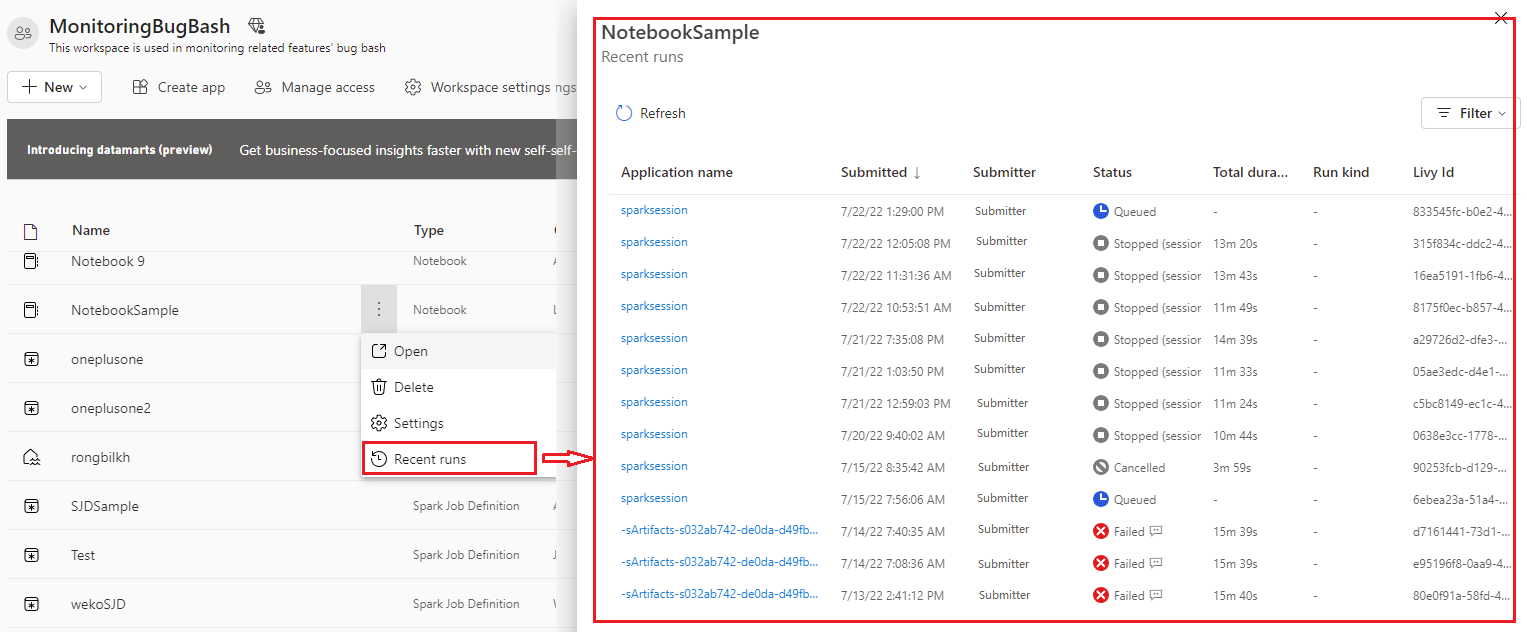 MonitoringBugBash
This workspace is used in monitoring related features' bug bash
New Create app Manage access Workspace settings ngs
Introducing datamarts (preview) Get business-focused insights faster with new self-self-
Name Type
Notebook 9 Notebook
NotebookSample Notebook
oneplusone
oneplusone2
rongbilkh
SJDSample Spark Job Definition
Test Spark Job Definition
wekoSJD Spark Job Definition
Open
Delete
Settings
Recent runs
NotebookSample
Recent runs
Refresh Filter
Application name Submitted ↓ Submitter Status Total dura... Run kind Livy Id
sparksession 7/22/22 1:29:00 PM Submitter Queued - - 833545fc-b0e2-4...
sparksession 7/22/22 12:05:08 PM Submitter Stopped (session 13m 20s - 315f834c-ddc2-4...
sparksession 7/22/22 11:31:36 AM Submitter Stopped (session 13m 43s - 16ea5191-1fb6-4...
sparksession 7/22/22 10:53:51 AM Submitter Stopped (session 11m 49s - 8175f0ec-b857-4...
sparksession 7/21/22 7:35:08 PM Submitter Stopped (session 14m 39s - a29726d2-dfe3-...
sparksession 7/21/22 1:03:50 PM Submitter Stopped (session 11m 33s - 05ae3edc-d4e1-...
sparksession 7/21/22 12:59:03 PM Submitter Stopped (session 11m 24s - c5bc8149-ec1c-4...
sparksession 7/20/22 9:40:02 AM Submitter Stopped (session 10m 44s - 0638e3cc-1778-...
sparksession 7/15/22 8:35:42 AM Submitter Cancelled 3m 59s - 90253fcb-d129-...
sparksession 7/15/22 7:56:06 AM Submitter Queued - - 6ebea23a-51a4-...
-sArtifacts-s032ab742-de0da-d49fb... 7/14/22 7:40:35 AM Submitter Failed 15m 39s - d7161441-73d1-...
-sArtifacts-s032ab742-de0da-d49fb... 7/14/22 7:08:36 AM Submitter Failed 15m 39s - e95196f8-0aa9-4...
-sArtifacts-s032ab742-de0da-d49fb... 7/13/22 2:41:12 PM Submitter Failed 15m 40s - 80e0f91a-58fd-4...